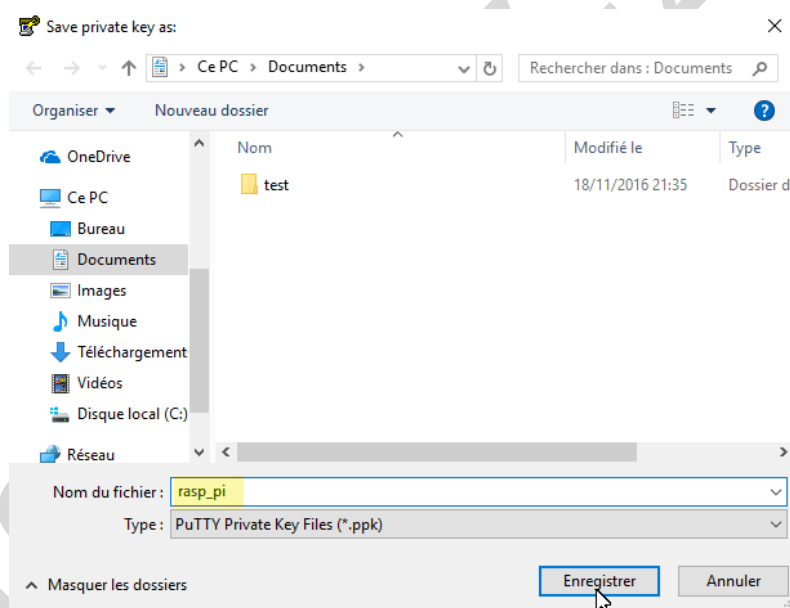 Save private key as:
Ce PC > Documents >
Rechercher dans : Documents
Organiser
Nouveau dossier
Nom
Modifié le
Type
OneDrive
Ce PC
Bureau
Documents
Images
Musique
Téléchargement
Vidéos
Disque local (C:)
Réseau
test
18/11/2016 21:35
Dossier d
Nom du fichier : rasp_pi
Type : PuTTY Private Key Files (*.ppk)
Masquer les dossiers
Enregistrer
Annuler